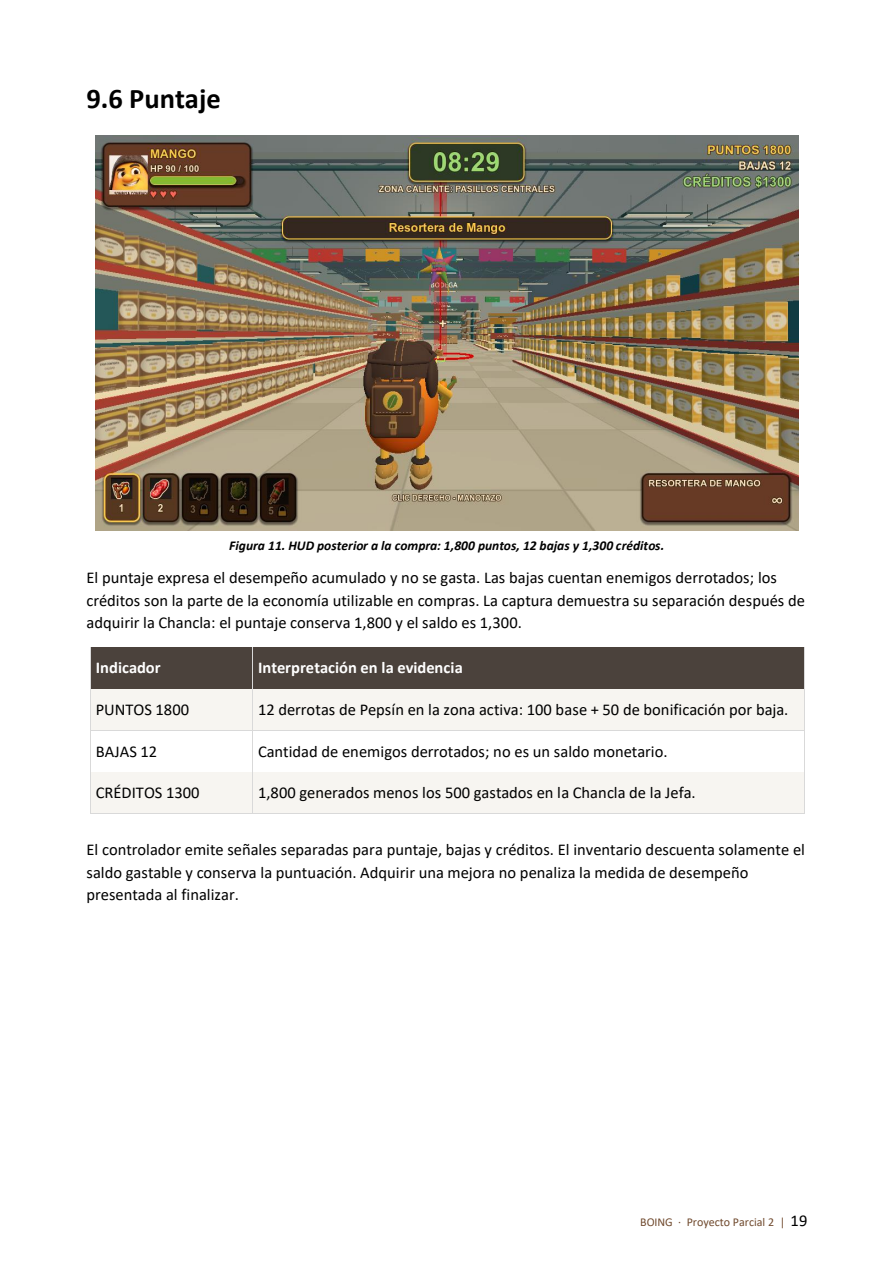 9.6 Puntaje
MANGO
HP 90 / 100
08:29
ZONA CALIENTE: PASILLOS CENTRALES
PUNTOS 1800
BAJAS 12
CRÉDITOS $1300
Resortera de Mango
BODEGA
1
2
3
4
5
CLIC DERECHO - MANOTAZO
RESORTERA DE MANGO
∞
Figura 11. HUD posterior a la compra: 1,800 puntos, 12 bajas y 1,300 créditos.
El puntaje expresa el desempeño acumulado y no se gasta. Las bajas cuentan enemigos derrotados; los
créditos son la parte de la economía utilizable en compras. La captura demuestra su separación después de
adquirir la Chancla: el puntaje conserva 1,800 y el saldo es 1,300.
Indicador Interpretación en la evidencia
PUNTOS 1800 12 derrotas de Pepsín en la zona activa: 100 base + 50 de bonificación por baja.
BAJAS 12 Cantidad de enemigos derrotados; no es un saldo monetario.
CRÉDITOS 1300 1,800 generados menos los 500 gastados en la Chancla de la Jefa.
El controlador emite señales separadas para puntaje, bajas y créditos. El inventario descuenta solamente el
saldo gastable y conserva la puntuación. Adquirir una mejora no penaliza la medida de desempeño
presentada al finalizar.
BOING · Proyecto Parcial 2 | 19